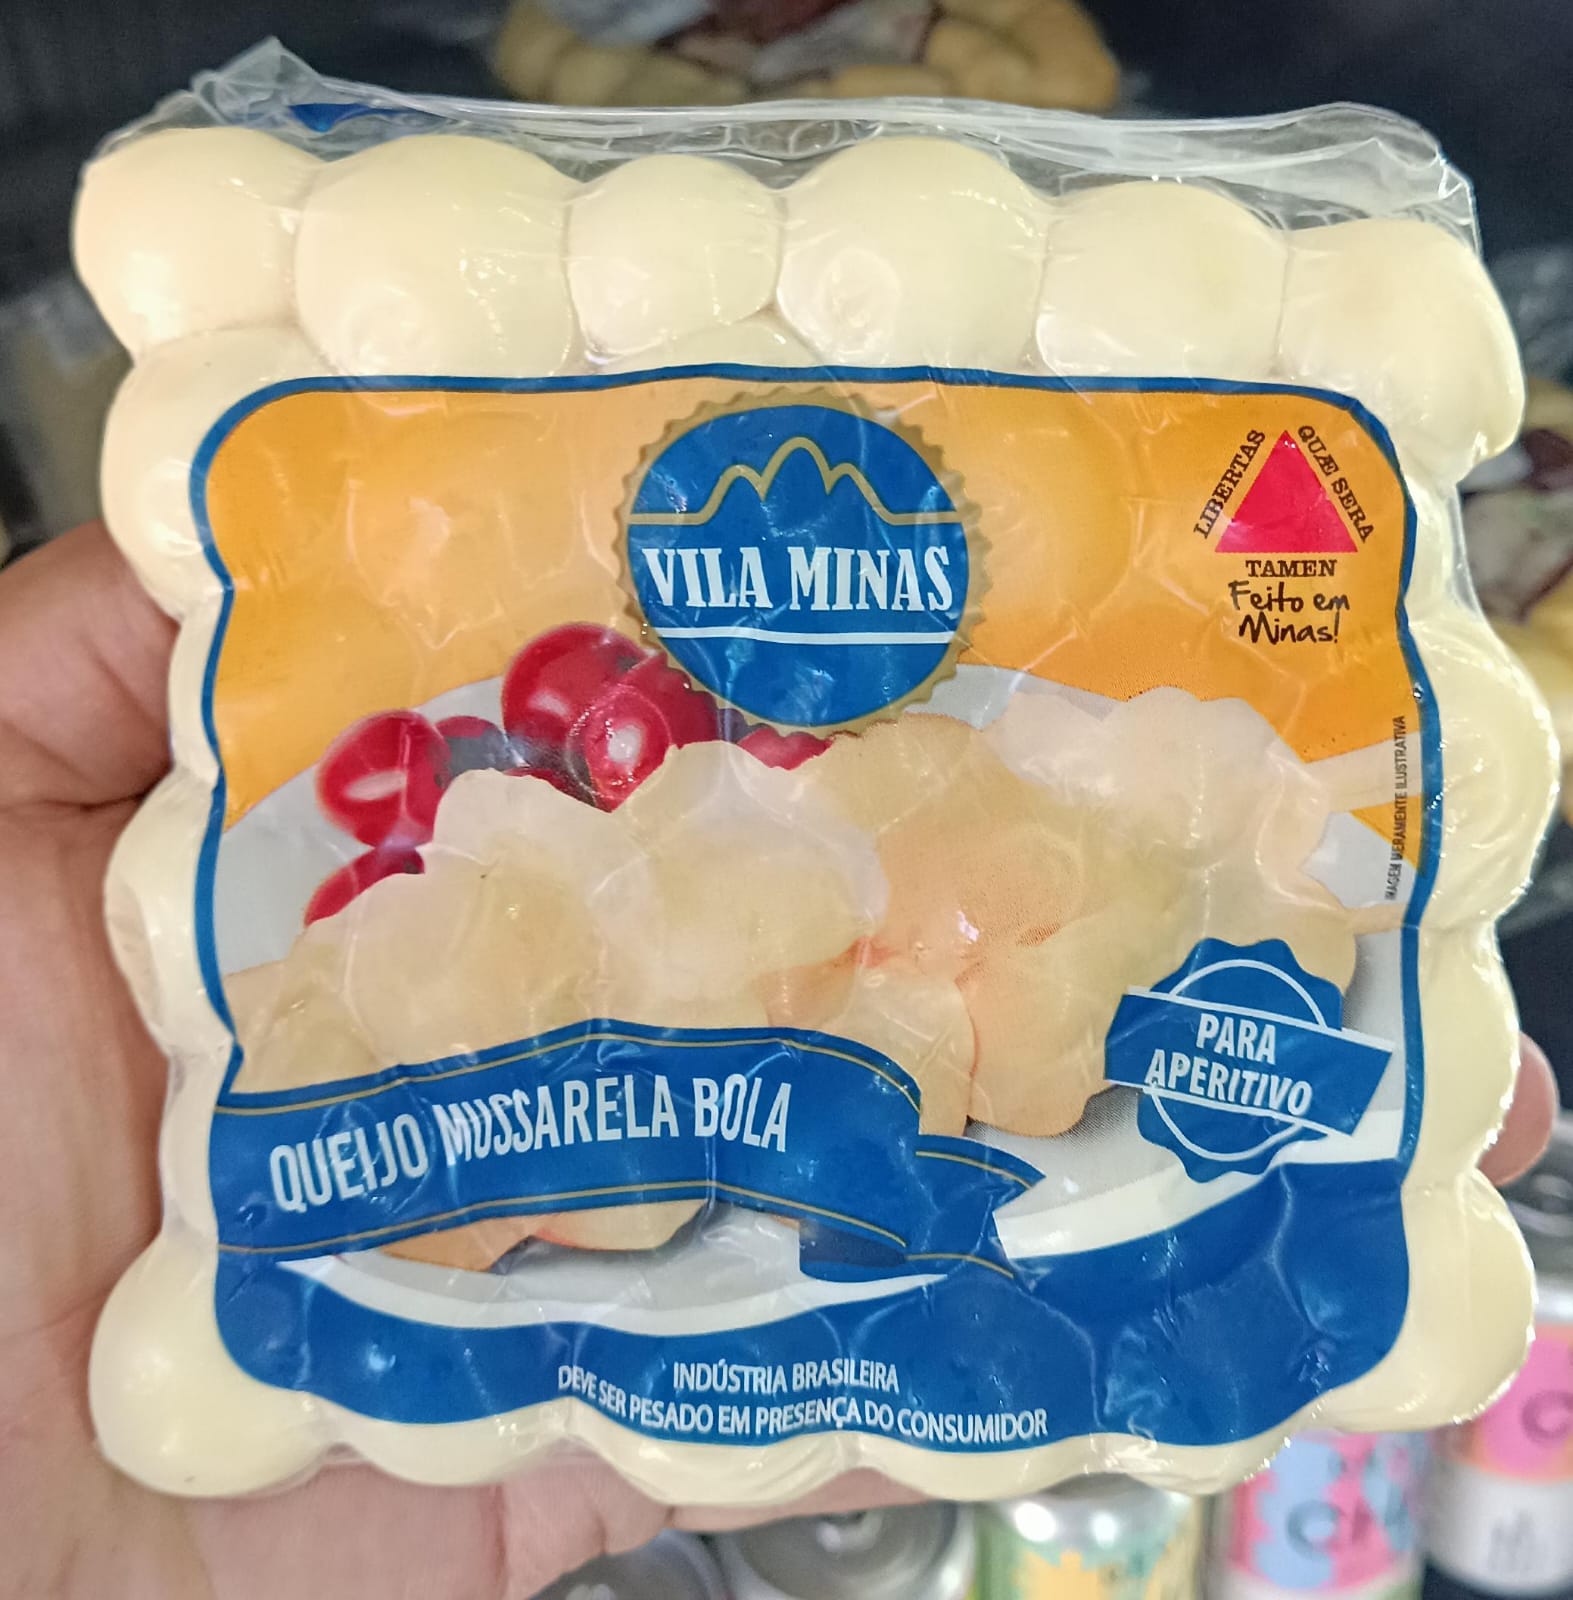 VILA MINAS
LIBERTAS
QUÆ SERA
TAMEN
Feito em
Minas!
IMAGEM MERAMENTE ILUSTRATIVA
PARA
APERITIVO
QUEIJO MUSSARELA BOLA
INDÚSTRIA BRASILEIRA
DEVE SER PESADO EM PRESENÇA DO CONSUMIDOR